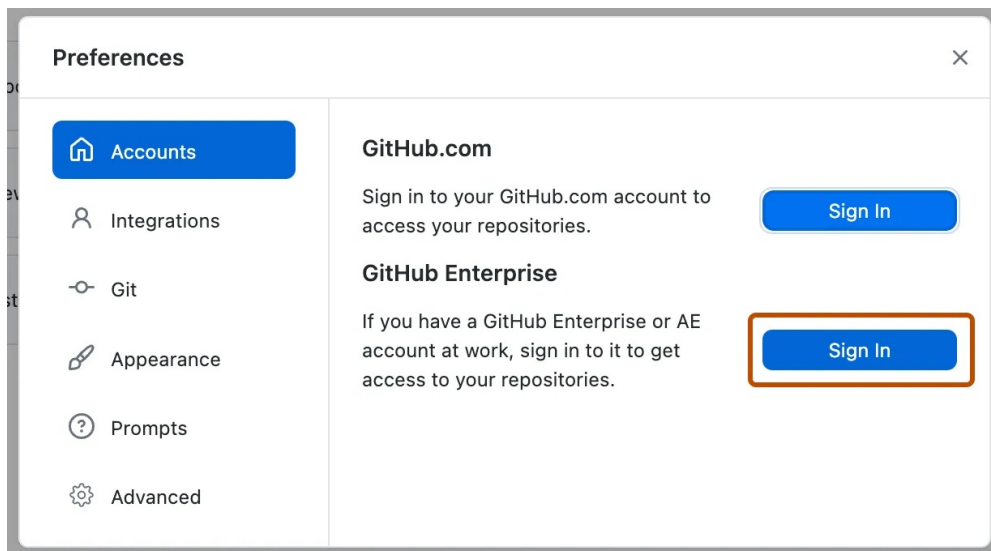 Preferences
Accounts
Integrations
Git
Appearance
Prompts
Advanced
GitHub.com
Sign in to your GitHub.com account to
access your repositories.
Sign In
GitHub Enterprise
If you have a GitHub Enterprise or AE
account at work, sign in to it to get
access to your repositories.
Sign In